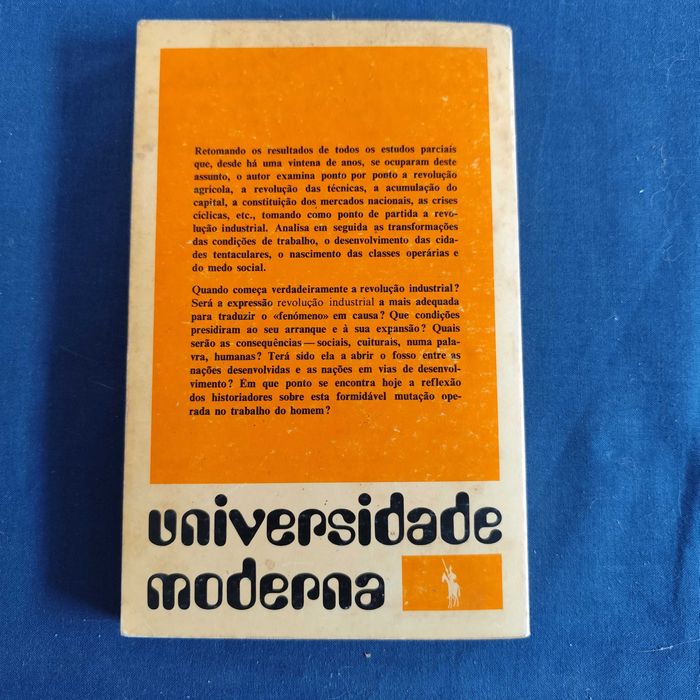 Retomando os resultados de todos os estudos parciais
que, desde há uma vintena de anos, se ocuparam deste
assunto, o autor examina ponto por ponto a revolução
agrícola, a revolução das técnicas, a acumulação do
capital, a constituição dos mercados nacionais, as crises
cíclicas, etc., tomando como ponto de partida a revo-
lução industrial. Analisa em seguida as transformações
das condições de trabalho, o desenvolvimento das cida-
des tentaculares, o nascimento das classes operárias e
do medo social.
Quando começa verdadeiramente a revolução industrial?
Será a expressão revolução industrial a mais adequada
para traduzir o «fenómeno» em causa? Que condições
presidiram ao seu arranque e à sua expansão? Quais
serão as consequências — sociais, culturais, numa pala-
vra, humanas? Terá sido ela a abrir o fosso entre as
nações desenvolvidas e as nações em vias de desenvol-
vimento? Em que ponto se encontra hoje a reflexão
dos historiadores sobre esta formidável mutação ope-
rada no trabalho do homem?
universidade
moderna